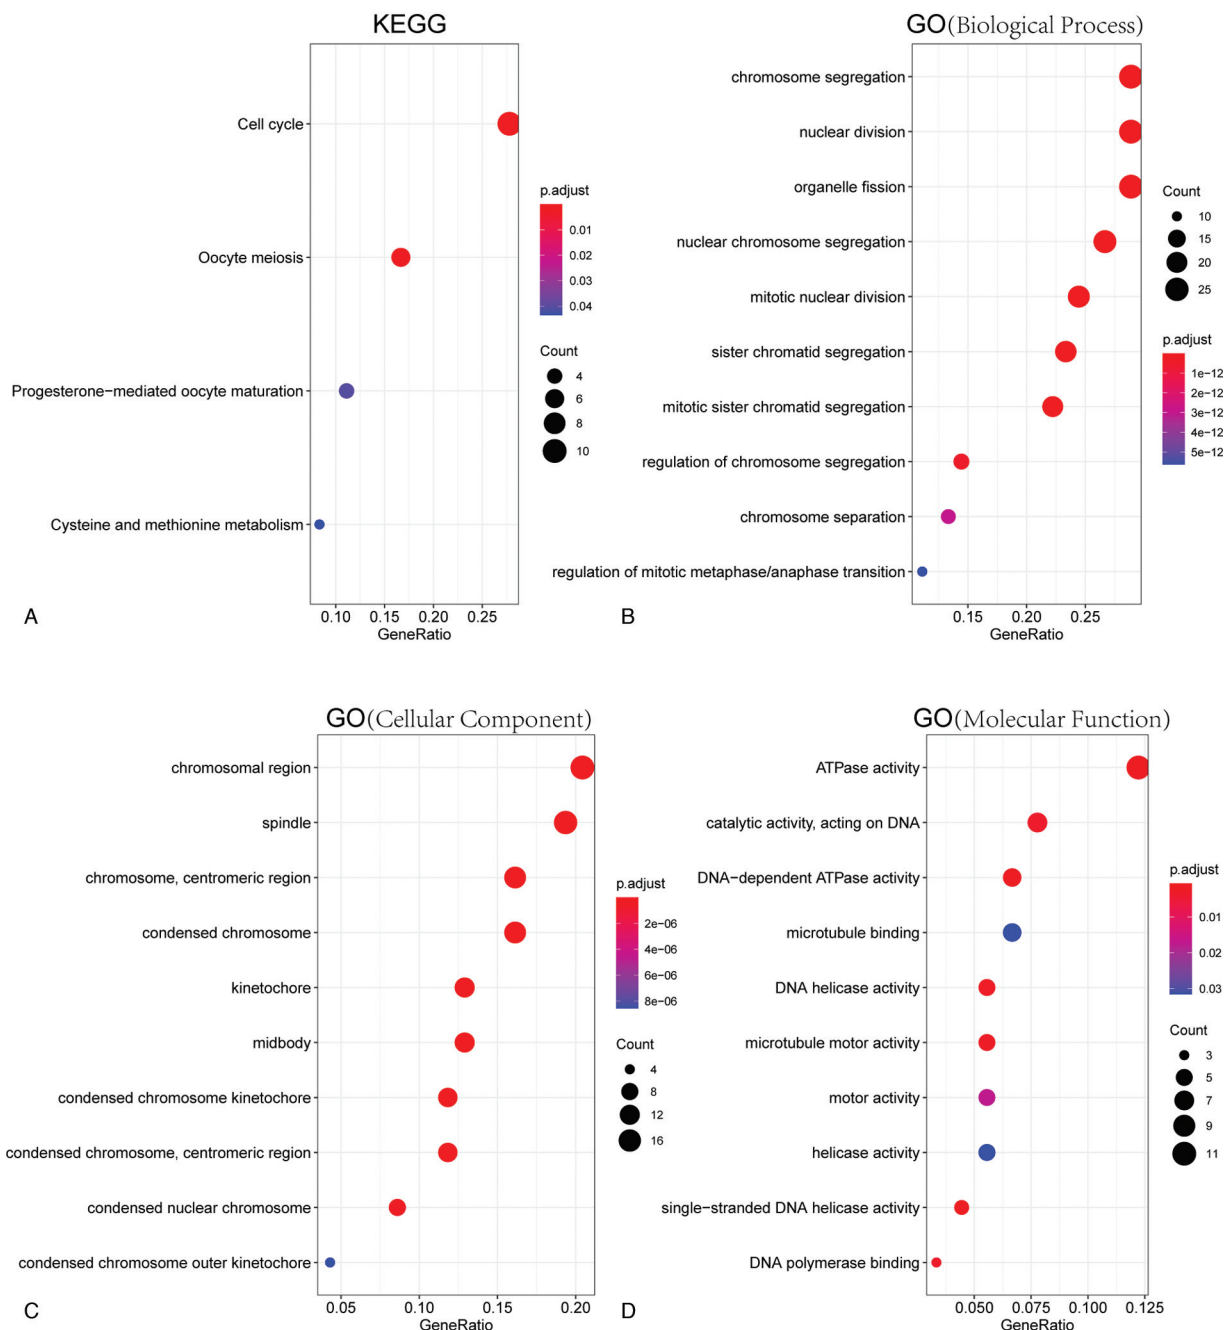 KEGG
Cell cycle
Oocyte meiosis
Progesterone−mediated oocyte maturation
Cysteine and methionine metabolism
0.10 0.15 0.20 0.25
GeneRatio
p.adjust
0.01
0.02
0.03
0.04
Count
4
6
8
10
A
GO(Biological Process)
chromosome segregation
nuclear division
organelle fission
nuclear chromosome segregation
mitotic nuclear division
sister chromatid segregation
mitotic sister chromatid segregation
regulation of chromosome segregation
chromosome separation
regulation of mitotic metaphase/anaphase transition
0.15 0.20 0.25
GeneRatio
Count
10
15
20
25
p.adjust
1e−12
2e−12
3e−12
4e−12
5e−12
B
GO(Cellular Component)
chromosomal region
spindle
chromosome, centromeric region
condensed chromosome
kinetochore
midbody
condensed chromosome kinetochore
condensed chromosome, centromeric region
condensed nuclear chromosome
condensed chromosome outer kinetochore
0.05 0.10 0.15 0.20
GeneRatio
p.adjust
2e−06
4e−06
6e−06
8e−06
Count
4
8
12
16
C
GO(Molecular Function)
ATPase activity
catalytic activity, acting on DNA
DNA−dependent ATPase activity
microtubule binding
DNA helicase activity
microtubule motor activity
motor activity
helicase activity
single−stranded DNA helicase activity
DNA polymerase binding
0.050 0.075 0.100 0.125
GeneRatio
p.adjust
0.01
0.02
0.03
Count
3
5
7
9
11
D